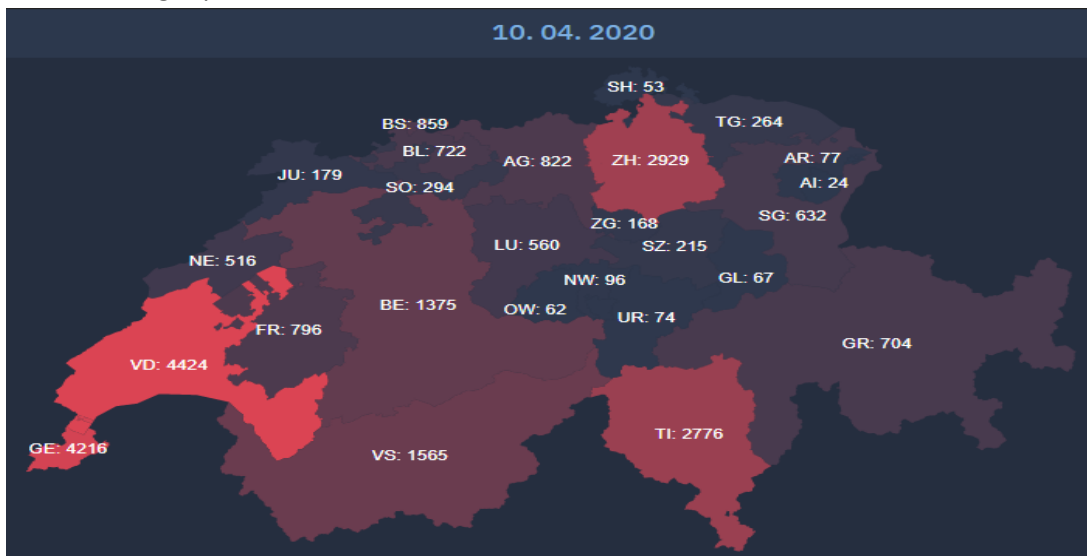 10. 04. 2020
SH: 53
TG: 264
BS: 859
BL: 722
AG: 822
ZH: 2929
AR: 77
JU: 179
SO: 294
AI: 24
ZG: 168
SG: 632
LU: 560
SZ: 215
NE: 516
NW: 96
GL: 67
BE: 1375
OW: 62
UR: 74
FR: 796
GR: 704
VD: 4424
TI: 2776
GE: 4216
VS: 1565